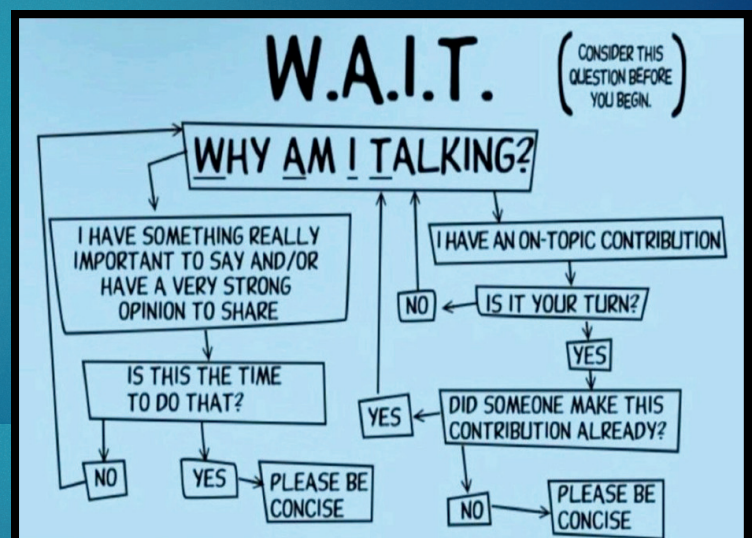 W.A.I.T.
(CONSIDER THIS
QUESTION BEFORE
YOU BEGIN.)
WHY AM I TALKING?
I HAVE SOMETHING REALLY
IMPORTANT TO SAY AND/OR
HAVE A VERY STRONG
OPINION TO SHARE
IS THIS THE TIME
TO DO THAT?
NO
YES
PLEASE BE
CONCISE
I HAVE AN ON-TOPIC CONTRIBUTION
IS IT YOUR TURN?
NO
YES
DID SOMEONE MAKE THIS
CONTRIBUTION ALREADY?
YES
NO
PLEASE BE
CONCISE